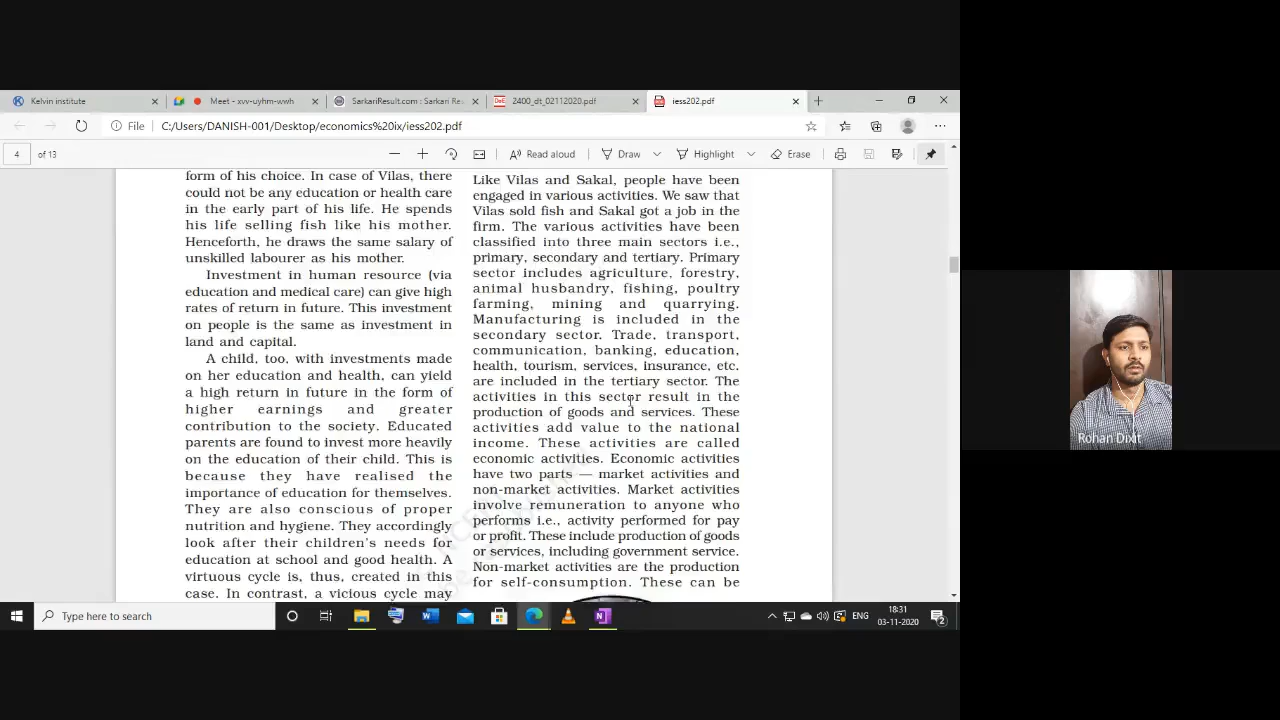 Kelvin institute
Meet - xvv-uyhm-wwh
SarkariResult.com : Sarkari Res
2400_dt_02112020.pdf
iess202.pdf
File
C:/Users/DANISH-001/Desktop/economics%20ix/iess202.pdf
4 of 13
Read aloud
Draw
Highlight
Erase
form of his choice. In case of Vilas, there
could not be any education or health care
in the early part of his life. He spends
his life selling fish like his mother.
Henceforth, he draws the same salary of
unskilled labourer as his mother.
Investment in human resource (via
education and medical care) can give high
rates of return in future. This investment
on people is the same as investment in
land and capital.
A child, too, with investments made
on her education and health, can yield
a high return in future in the form of
higher earnings and greater
contribution to the society. Educated
parents are found to invest more heavily
on the education of their child. This is
because they have realised the
importance of education for themselves.
They are also conscious of proper
nutrition and hygiene. They accordingly
look after their children's needs for
education at school and good health. A
virtuous cycle is, thus, created in this
case. In contrast, a vicious cycle may
Like Vilas and Sakal, people have been
engaged in various activities. We saw that
Vilas sold fish and Sakal got a job in the
firm. The various activities have been
classified into three main sectors i.e.,
primary, secondary and tertiary. Primary
sector includes agriculture, forestry,
animal husbandry, fishing, poultry
farming, mining and quarrying.
Manufacturing is included in the
secondary sector. Trade, transport,
communication, banking, education,
health, tourism, services, insurance, etc.
are included in the tertiary sector. The
activities in this sector result in the
production of goods and services. These
activities add value to the national
income. These activities are called
economic activities. Economic activities
have two parts — market activities and
non-market activities. Market activities
involve remuneration to anyone who
performs i.e., activity performed for pay
or profit. These include production of goods
or services, including government service.
Non-market activities are the production
for self-consumption. These can be
Rohan Dixit
Type here to search
ENG
18:31
03-11-2020
2